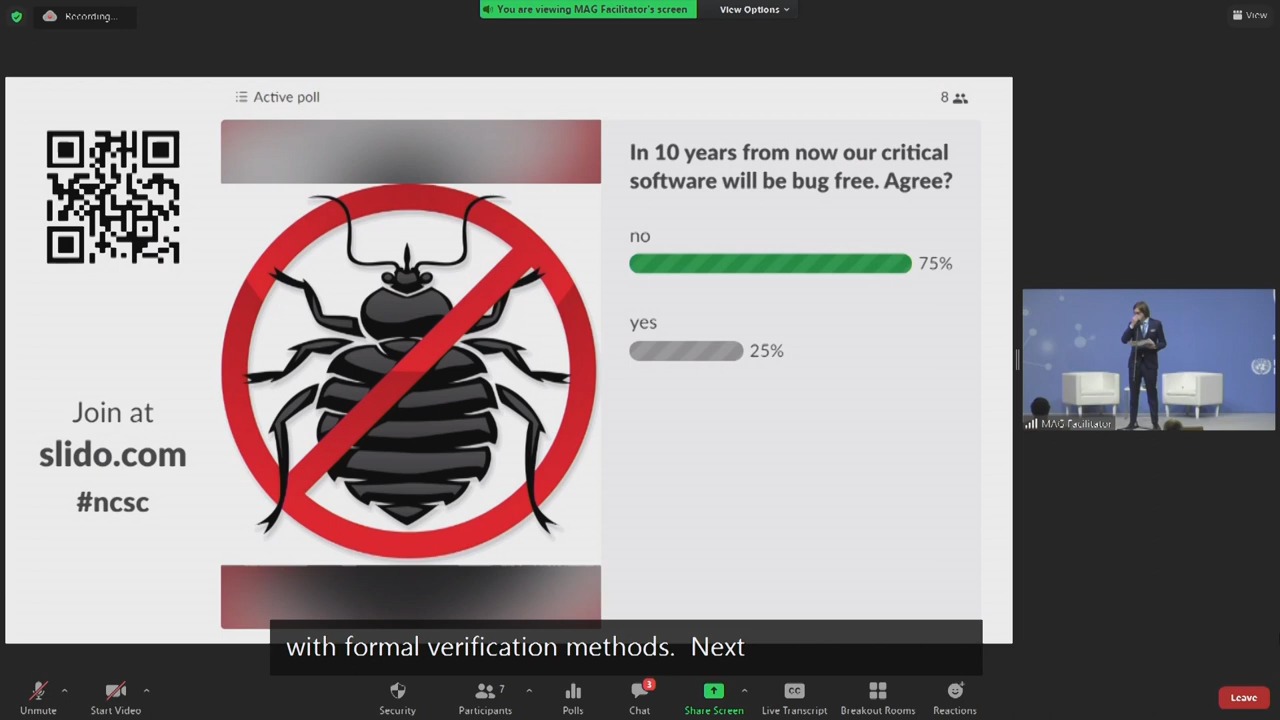 Recording...
You are viewing MAG Facilitator's screen
View Options
View
Active poll
8
In 10 years from now our critical
software will be bug free. Agree?
no
75%
yes
25%
Join at
slido.com
#ncsc
MAG Facilitator
with formal verification methods. Next
Unmute
Start Video
Security
7
Participants
Polls
3
Chat
Share Screen
CC
Live Transcript
Breakout Rooms
Reactions
Leave